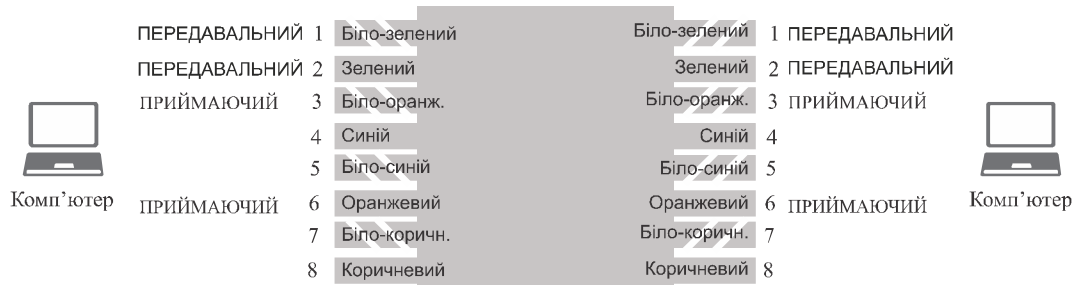 ПЕРЕДАВАЛЬНИЙ 1 Біло-зелений Біло-зелений 1 ПЕРЕДАВАЛЬНИЙ
ПЕРЕДАВАЛЬНИЙ 2 Зелений Зелений 2 ПЕРЕДАВАЛЬНИЙ
ПРИЙМАЮЧИЙ 3 Біло-оранж. Біло-оранж. 3 ПРИЙМАЮЧИЙ
4 Синій Синій 4
5 Біло-синій Біло-синій 5
Комп’ютер ПРИЙМАЮЧИЙ 6 Оранжевий Оранжевий 6 ПРИЙМАЮЧИЙ Комп’ютер
7 Біло-коричн. Біло-коричн. 7
8 Коричневий Коричневий 8